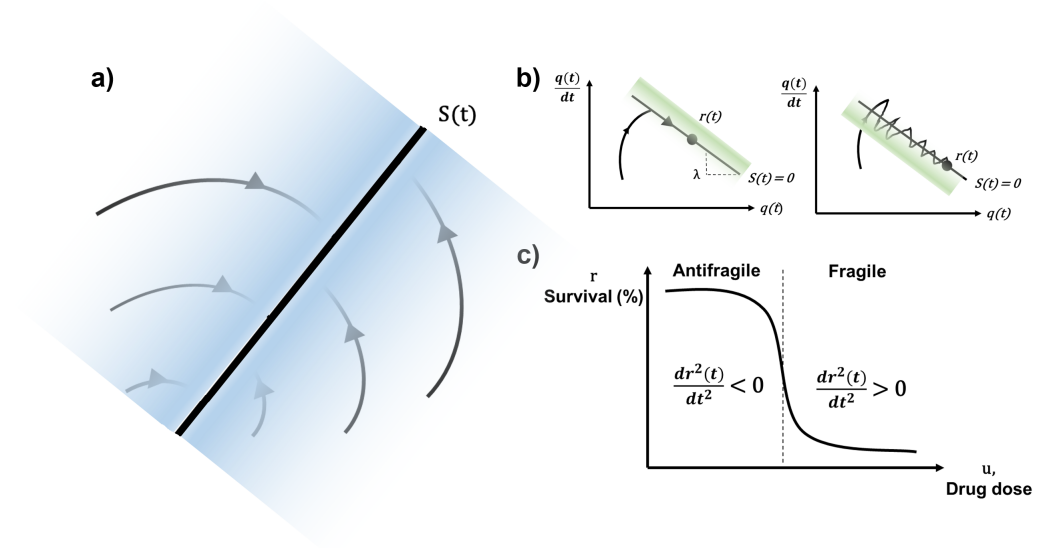 a)
S(t)
b)
q(t)
dt
r(t)
λ
S(t)=0
q(t)
q(t)
dt
r(t)
S(t)=0
q(t)
c)
r
Survival (%)
Antifragile
Fragile
dr²(t)
dt² < 0
dr²(t)
dt² > 0
u,
Drug dose